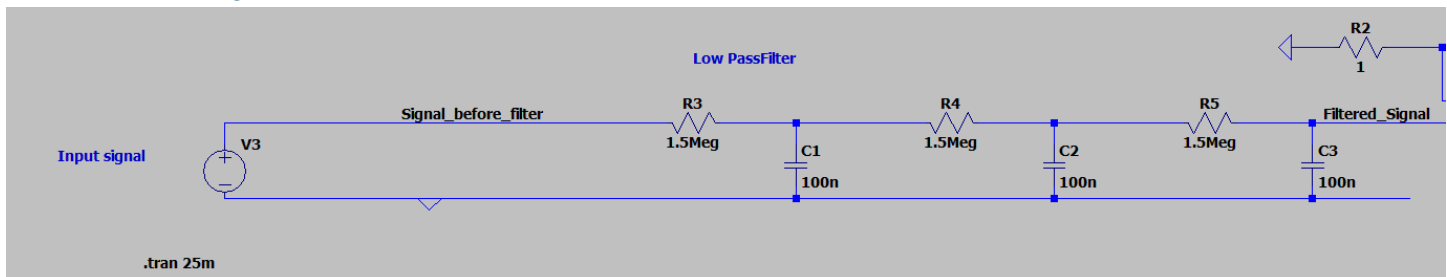 R2
1
Low PassFilter
Signal_before_filter
R3
1.5Meg
R4
1.5Meg
R5
1.5Meg
Filtered_Signal
Input signal
V3
C1
100n
C2
100n
C3
100n
.tran 25m